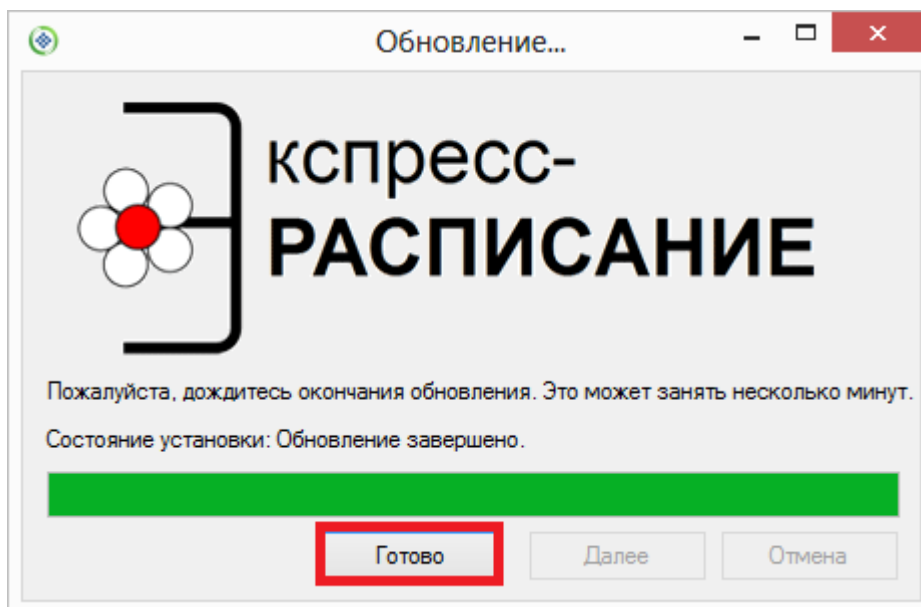 Обновление...
кспресс-
РАСПИСАНИЕ
Пожалуйста, дождитесь окончания обновления. Это может занять несколько минут.
Состояние установки: Обновление завершено.
Готово Далее Отмена